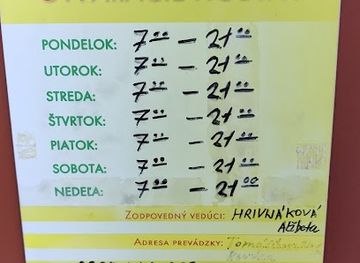 PONDELOK: 7⁰⁰ – 21⁰⁰
UTOROK: 7⁰⁰ – 21⁰⁰
STREDA: 7⁰⁰ – 21⁰⁰
ŠTVRTOK: 7⁰⁰ – 21⁰⁰
PIATOK: 7⁰⁰ – 21⁰⁰
SOBOTA: 7⁰⁰ – 21⁰⁰
NEDEĽA: 7⁰⁰ – 21⁰⁰
ZODPOVEDNÝ VEDÚCI: HRIVNÁKOVÁ
Alžbeta
ADRESA PREVÁDZKY: